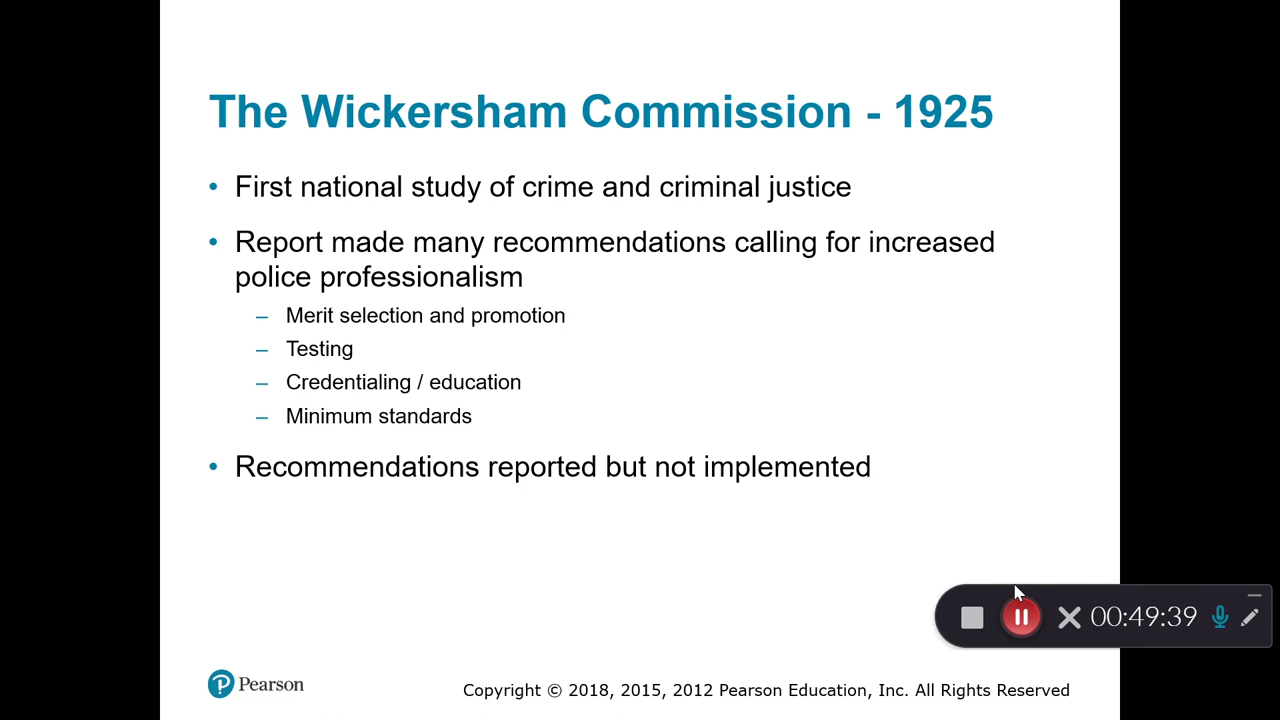 The Wickersham Commission - 1925
• First national study of crime and criminal justice
• Report made many recommendations calling for increased
police professionalism
– Merit selection and promotion
– Testing
– Credentialing / education
– Minimum standards
• Recommendations reported but not implemented
00:49:39
P Pearson
Copyright © 2018, 2015, 2012 Pearson Education, Inc. All Rights Reserved